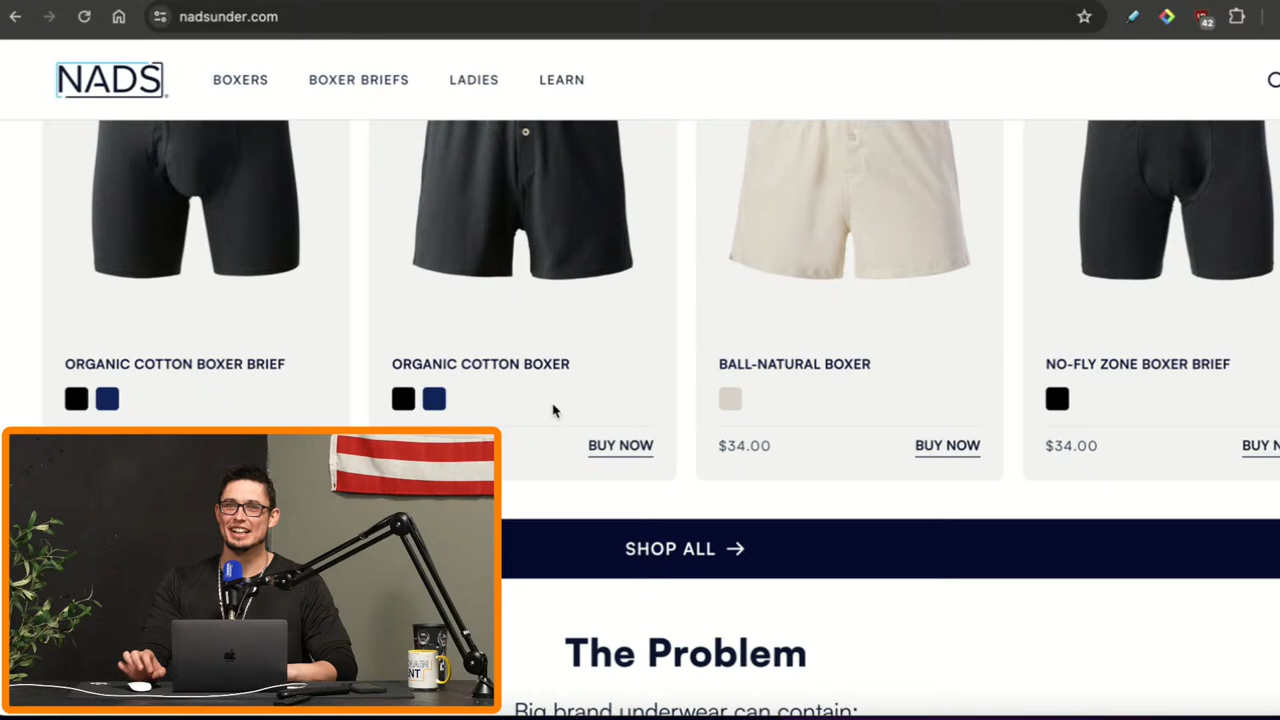 nadsunder.com
42
NADS
BOXERS
BOXER BRIEFS
LADIES
LEARN
ORGANIC COTTON BOXER BRIEF
ORGANIC COTTON BOXER
BALL-NATURAL BOXER
NO-FLY ZONE BOXER BRIEF
BUY NOW
$34.00
BUY NOW
$34.00
BUY N
SHOP ALL →
The Problem
Big brand underwear can contain: